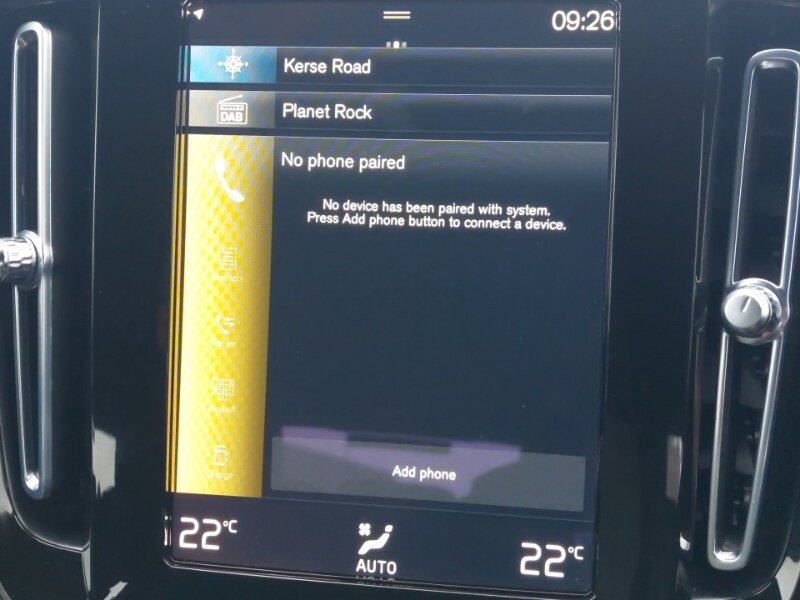 09:26
Kerse Road
DAB
Planet Rock
No phone paired
No device has been paired with system.
Press Add phone button to connect a device.
Add phone
22°C
AUTO
22°C